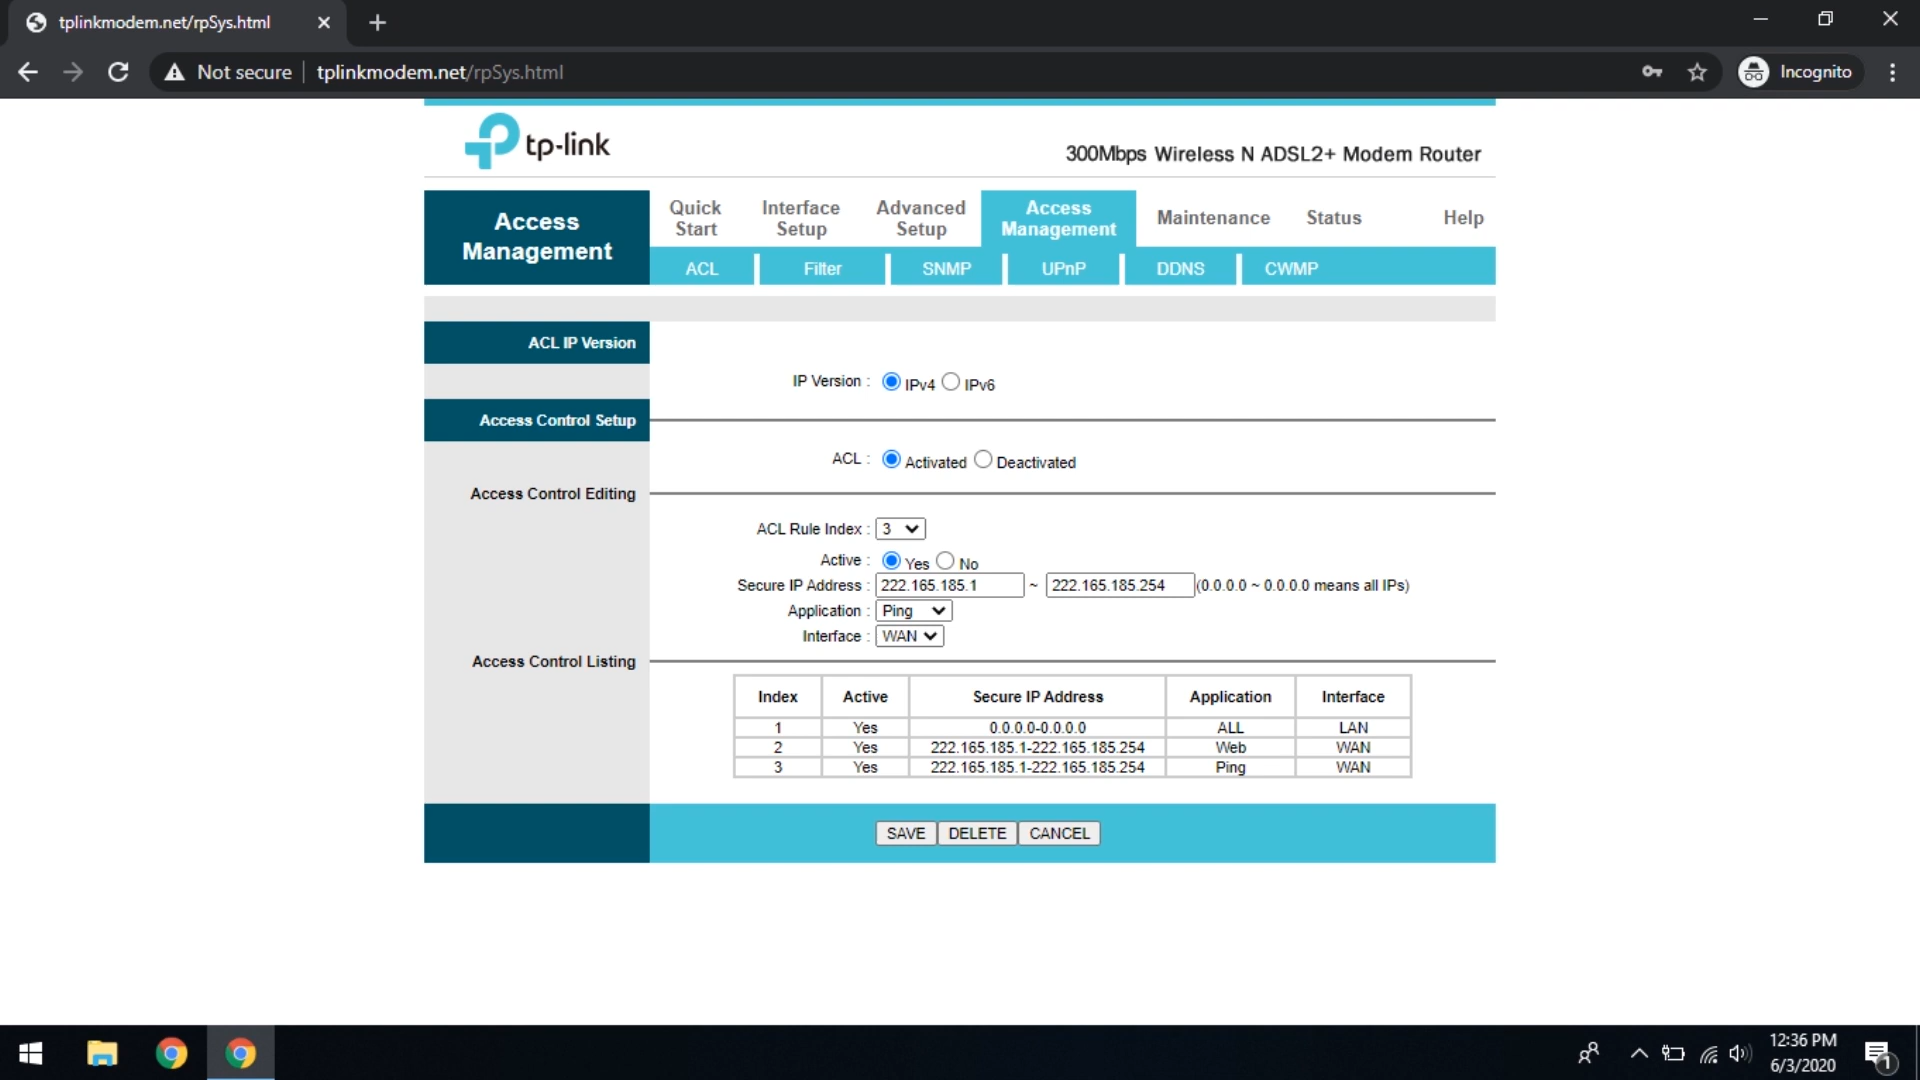 tplinkmodem.net/rpSys.html
Not secure tplinkmodem.net/rpSys.html Incognito
tp-link
300Mbps Wireless N ADSL2+ Modem Router
Access Management
Quick Start
Interface Setup
Advanced Setup
Access Management
Maintenance
Status
Help
ACL Filter SNMP UPnP DDNS CWMP
ACL IP Version
IP Version : IPv4 IPv6
Access Control Setup
ACL : Activated Deactivated
Access Control Editing
ACL Rule Index : 3
Active : Yes No
Secure IP Address : 222.165.185.1 ~ 222.165.185.254 (0.0.0.0 ~ 0.0.0.0 means all IPs)
Application : Ping
Interface : WAN
Access Control Listing
Index Active Secure IP Address Application Interface
1 Yes 0.0.0.0-0.0.0.0 ALL LAN
2 Yes 222.165.185.1-222.165.185.254 Web WAN
3 Yes 222.165.185.1-222.165.185.254 Ping WAN
SAVE DELETE CANCEL
12:36 PM
6/3/2020
1